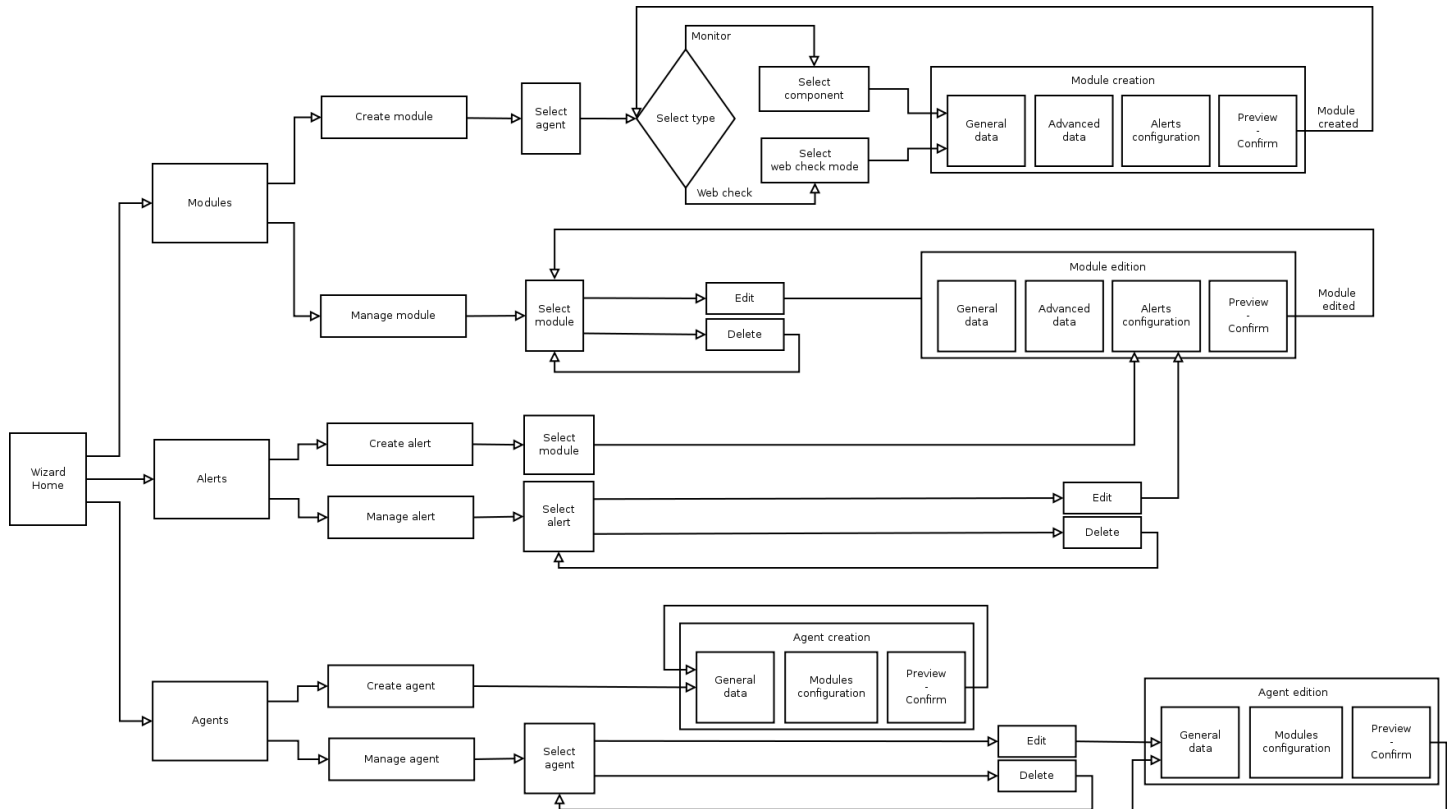 Monitor
Select
component
Module creation
Create module
Select
agent
Select type
General
data
Advanced
data
Alerts
configuration
Preview
-
Confirm
Module
created
Select
web check mode
Web check
Modules
Manage module
Select
module
Edit
Delete
Module edition
General
data
Advanced
data
Alerts
configuration
Preview
-
Confirm
Module
edited
Wizard
Home
Alerts
Create alert
Select
module
Manage alert
Select
alert
Edit
Delete
Agents
Create agent
Agent creation
General
data
Modules
configuration
Preview
-
Confirm
Manage agent
Select
agent
Edit
Delete
Agent edition
General
data
Modules
configuration
Preview
-
Confirm